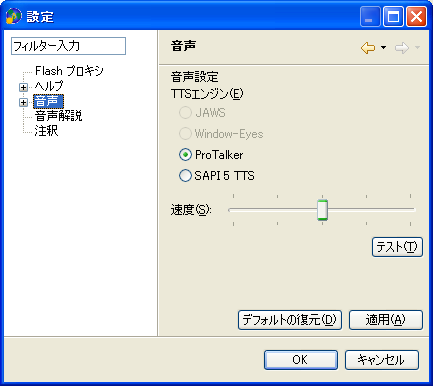 設定
フィルター入力
Flash プロキシ
ヘルプ
音声
音声解説
注釈
音声
音声設定
TTSエンジン(E)
JAWS
Window-Eyes
ProTalker
SAPI 5 TTS
速度(S):
テスト(T)
デフォルトの復元(D)
適用(A)
OK
キャンセル